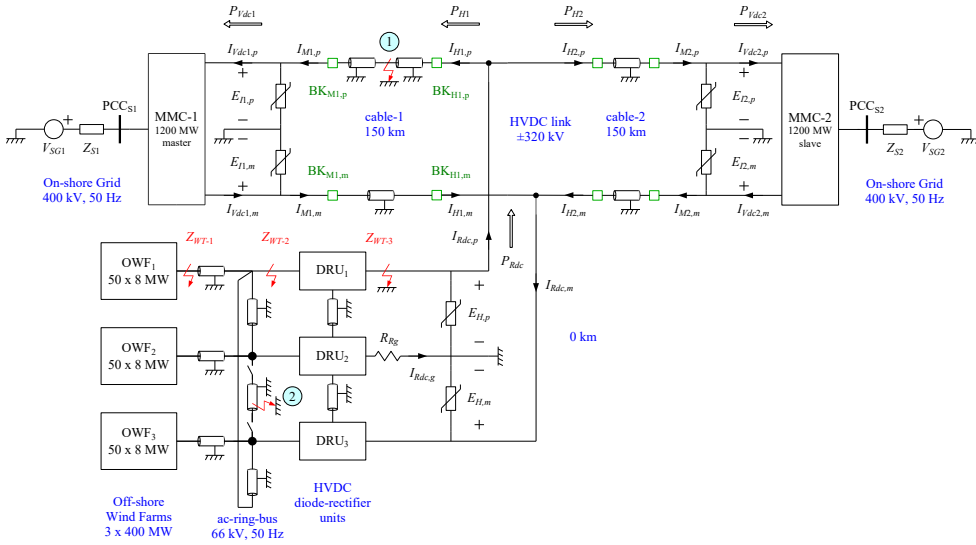 P_Vdc1
P_H1
P_H2
P_Vdc2
I_Vdc1,p
I_M1,p
1
I_H1,p
I_H2,p
I_M2,p
I_Vdc2,p
BK_M1,p
BK_H1,p
PCC_S1
MMC-1
1200 MW
master
+
E_I1,p
−
cable-1
150 km
HVDC link
±320 kV
cable-2
150 km
+
E_I2,p
−
MMC-2
1200 MW
slave
PCC_S2
+
V_SG1
Z_S1
Z_S2
+
V_SG2
−
E_I1,m
+
BK_M1,m
BK_H1,m
−
E_I2,m
+
On-shore Grid
400 kV, 50 Hz
On-shore Grid
400 kV, 50 Hz
I_Vdc1,m
I_M1,m
I_H1,m
I_H2,m
I_M2,m
I_Vdc2,m
Z_WT-1
Z_WT-2
Z_WT-3
I_Rdc,p
P_Rdc
I_Rdc,m
OWF_1
50 x 8 MW
DRU_1
+
E_H,p
−
0 km
OWF_2
50 x 8 MW
DRU_2
R_Rg
I_Rdc,g
−
E_H,m
+
2
OWF_3
50 x 8 MW
DRU_3
Off-shore
Wind Farms
3 x 400 MW
ac-ring-bus
66 kV, 50 Hz
HVDC
diode-rectifier
units